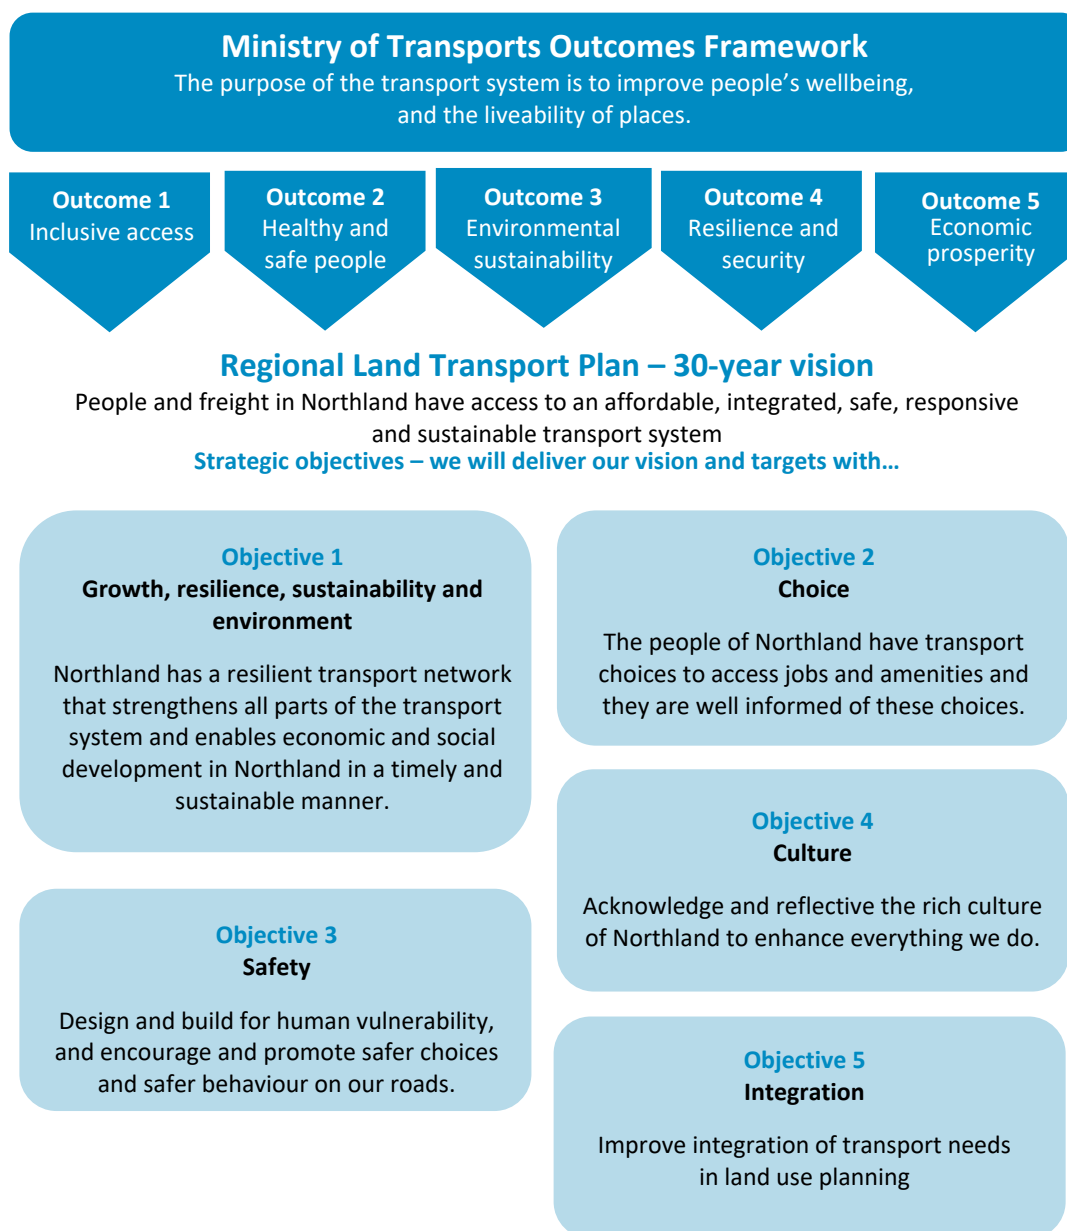 Ministry of Transports Outcomes Framework
The purpose of the transport system is to improve people’s wellbeing,
and the liveability of places.
Outcome 1
Inclusive access
Outcome 2
Healthy and
safe people
Outcome 3
Environmental
sustainability
Outcome 4
Resilience and
security
Outcome 5
Economic
prosperity
Regional Land Transport Plan – 30-year vision
People and freight in Northland have access to an affordable, integrated, safe, responsive
and sustainable transport system
Strategic objectives – we will deliver our vision and targets with…
Objective 1
Growth, resilience, sustainability and
environment
Northland has a resilient transport network
that strengthens all parts of the transport
system and enables economic and social
development in Northland in a timely and
sustainable manner.
Objective 2
Choice
The people of Northland have transport
choices to access jobs and amenities and
they are well informed of these choices.
Objective 3
Safety
Design and build for human vulnerability,
and encourage and promote safer choices
and safer behaviour on our roads.
Objective 4
Culture
Acknowledge and reflective the rich culture
of Northland to enhance everything we do.
Objective 5
Integration
Improve integration of transport needs
in land use planning